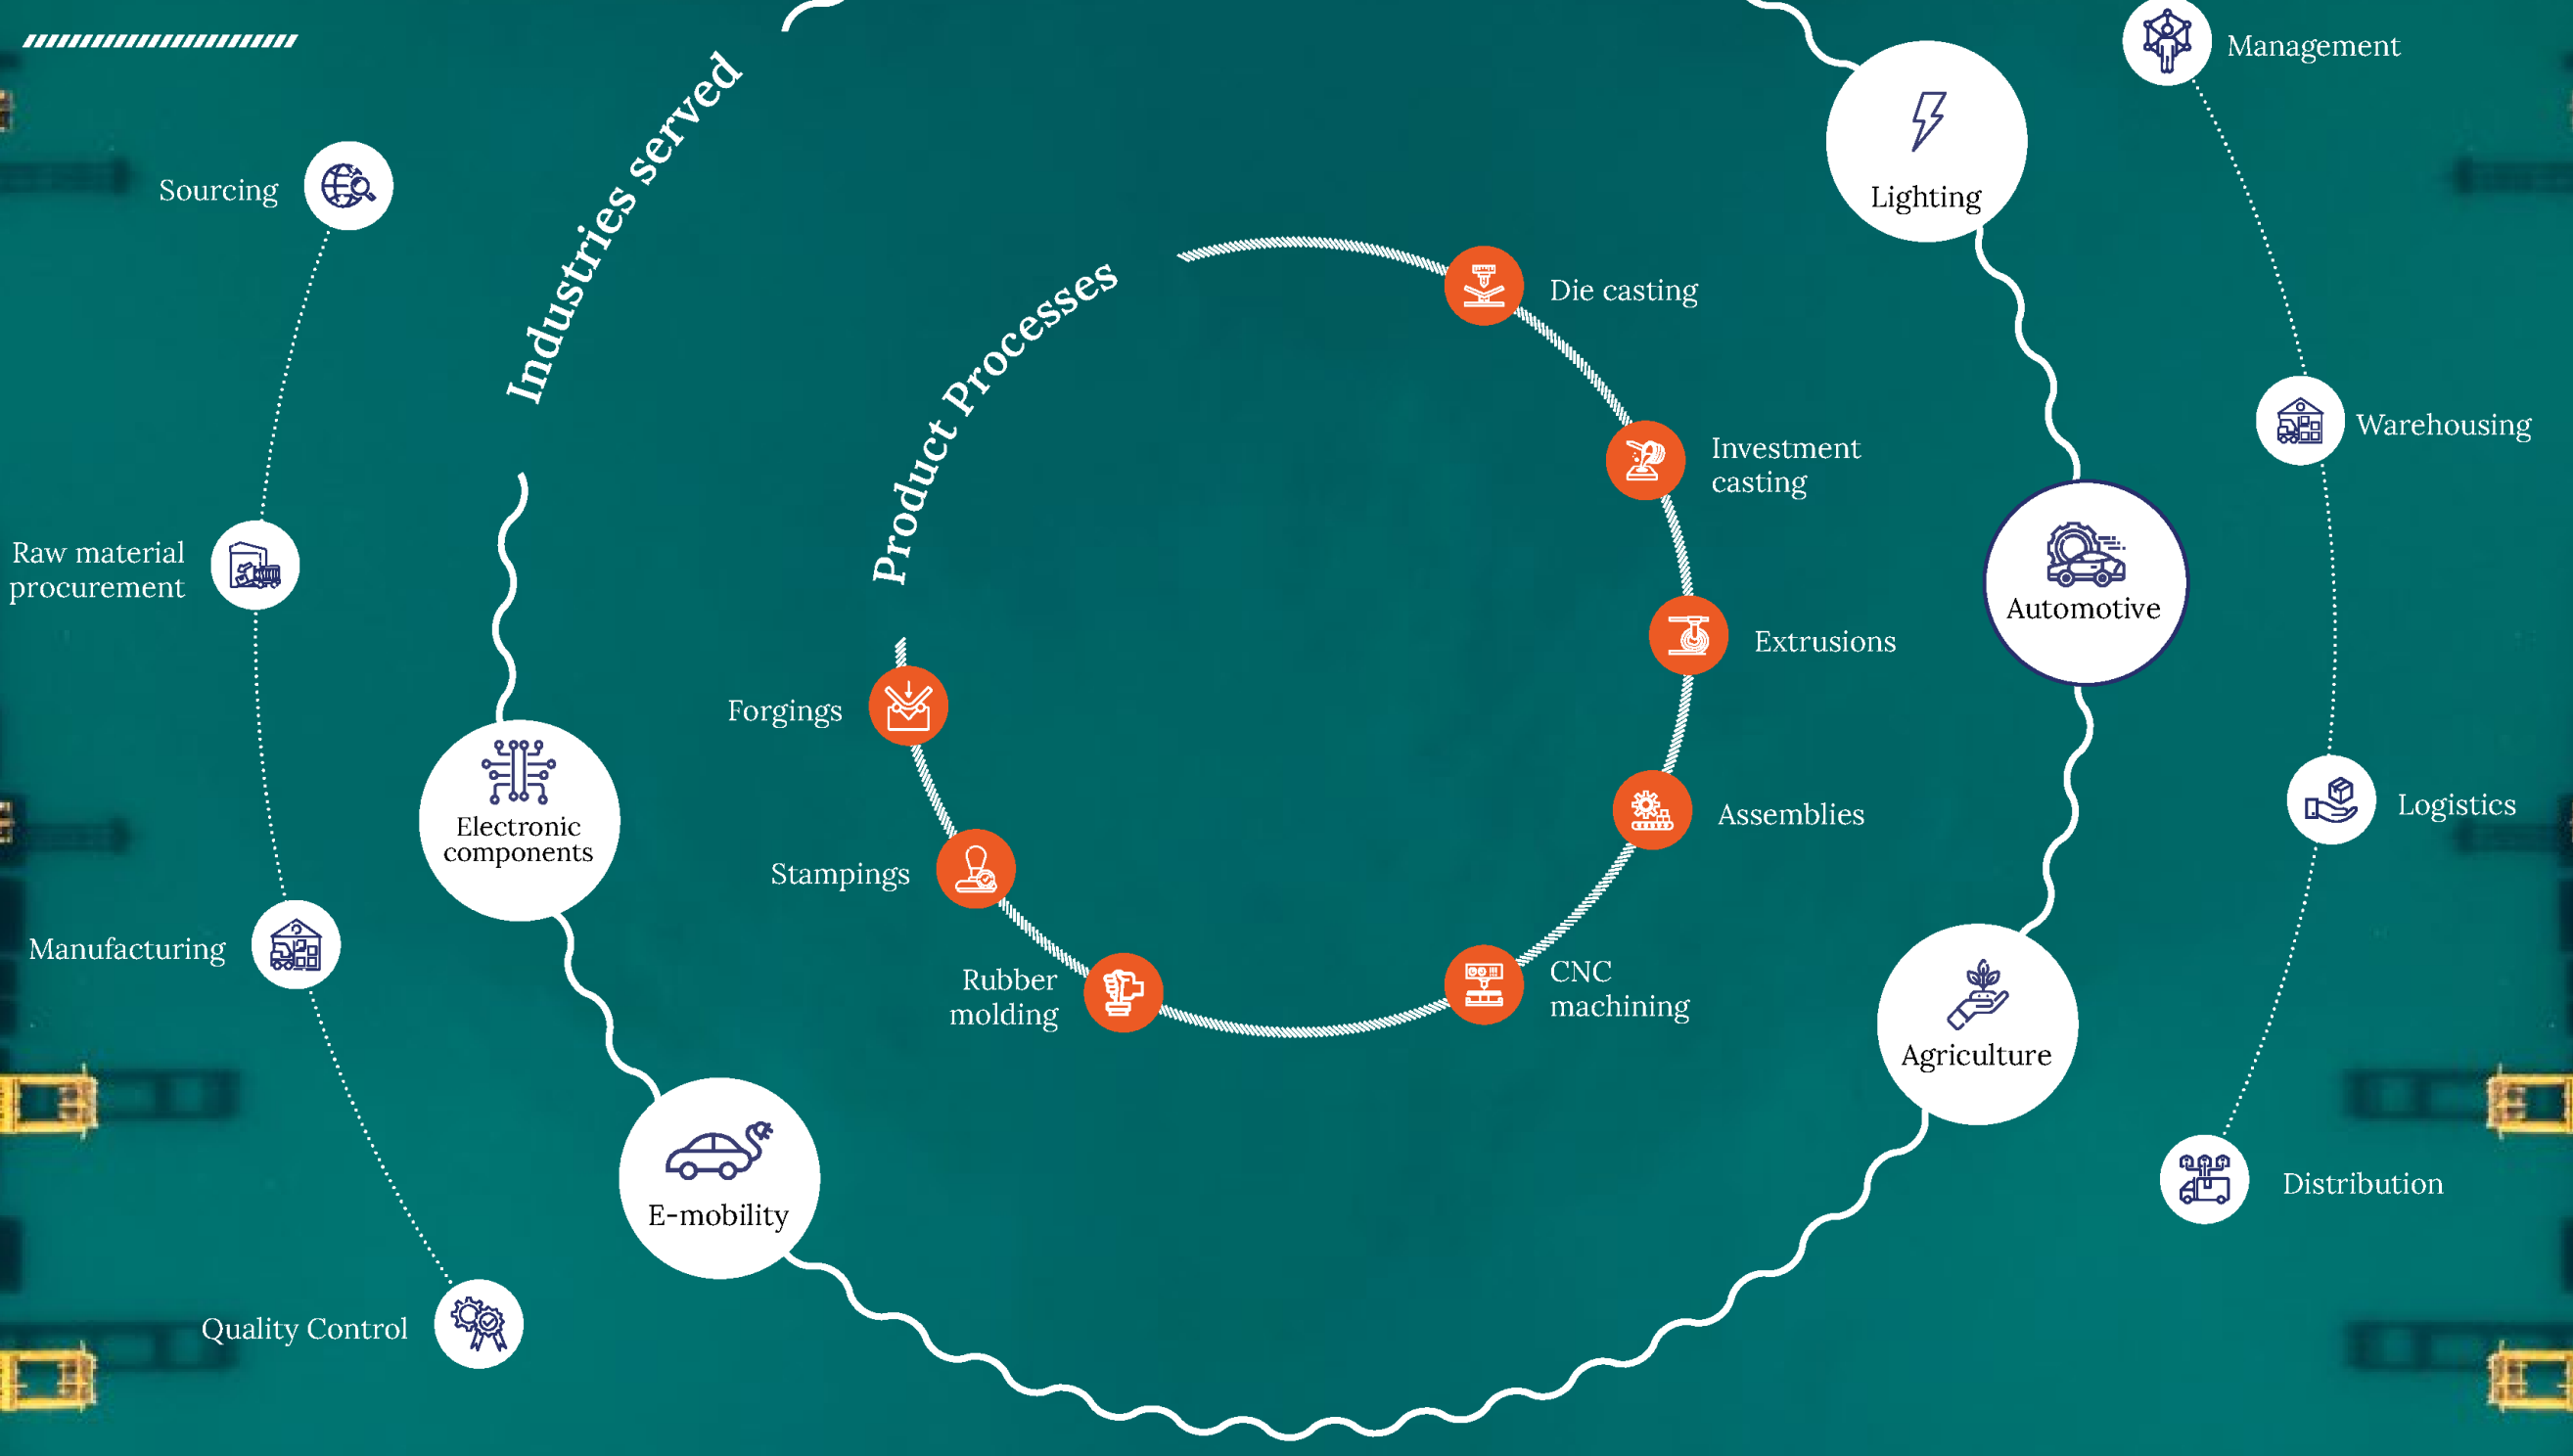 Management
Sourcing
Raw material
procurement
Manufacturing
Quality Control
Industries served
Electronic
components
E-mobility
Product Processes
Forgings
Stampings
Rubber
molding
Die casting
Investment
casting
Extrusions
Assemblies
CNC
machining
Lighting
Automotive
Agriculture
Warehousing
Logistics
Distribution